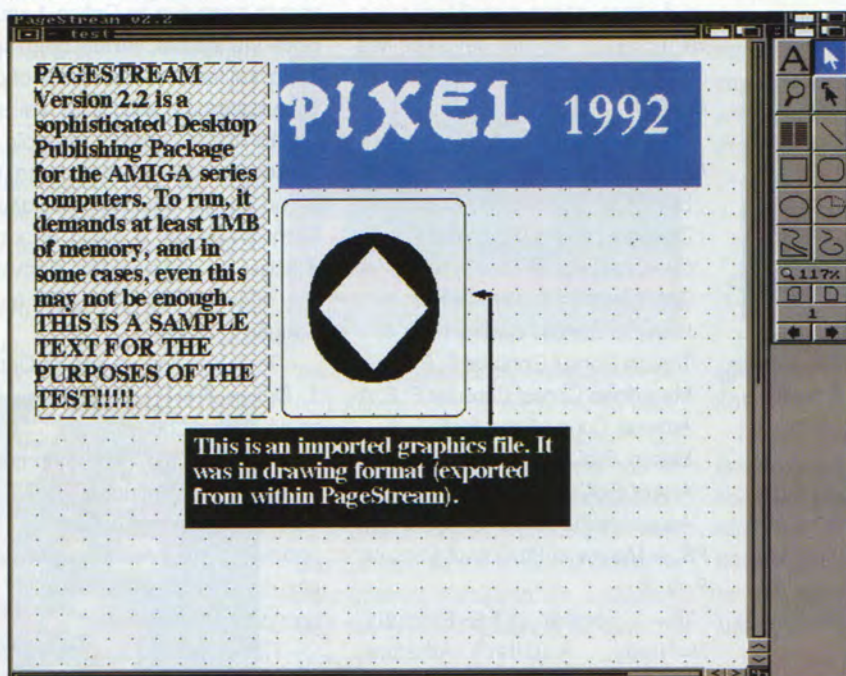 PageStream v2.2
test
PAGESTREAM
Version 2.2 is a
sophisticated Desktop
Publishing Package
for the AMIGA series
computers. To run, it
demands at least 1MB
of memory, and in
some cases, even this
may not be enough.
THIS IS A SAMPLE
TEXT FOR THE
PURPOSES OF THE
TEST!!!!!
PIXEL 1992
This is an imported graphics file. It
was in drawing format (exported
from within PageStream).
A
117%
1